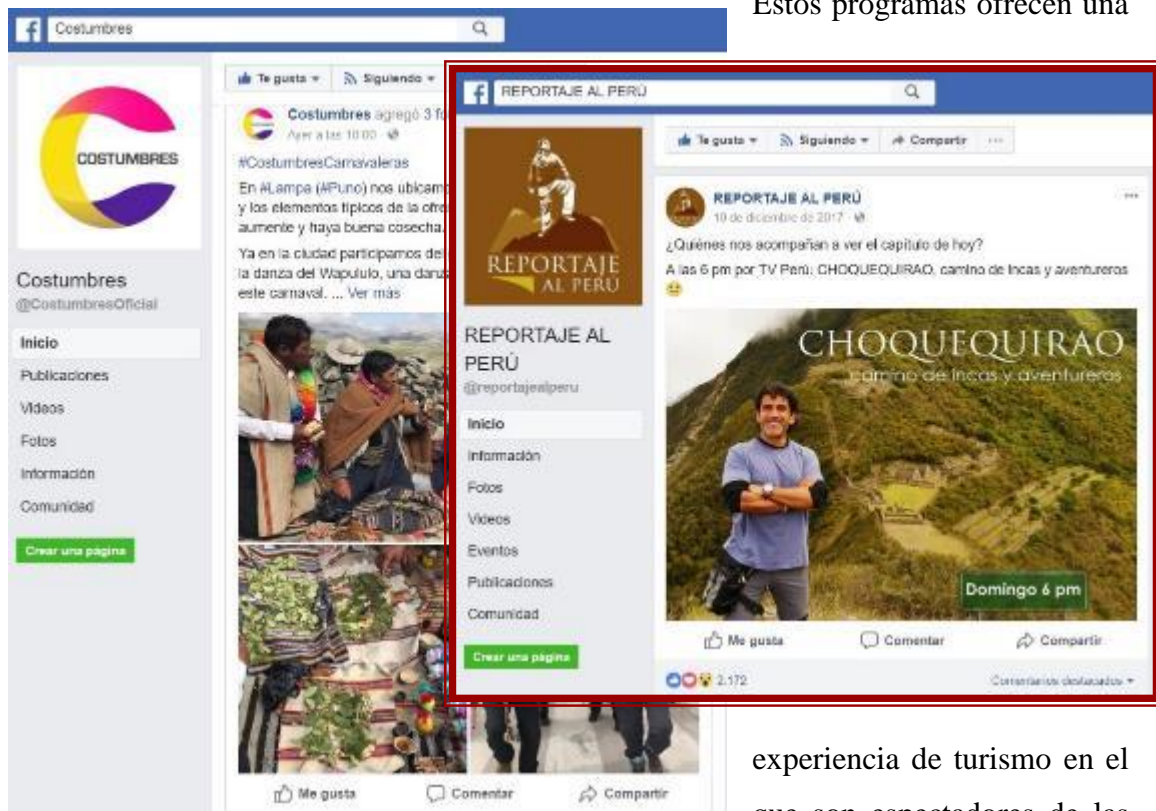 Estos programas ofrecen una
Costumbres
COSTUMBRES
Costumbres
@CostumbresOficial
Inicio
Publicaciones
Videos
Fotos
Información
Comunidad
Crear una página
Te gusta
Siguiendo
Costumbres agregó 3 fo
Ayer a las 10:00
#CostumbresCarnavaleras
En #Lampa (#Puno) nos ubicam
y los elementos típicos de la ofre
aumente y haya buena cosecha.
Ya en la ciudad participamos del
la danza del Wapululo, una danz
este carnaval. ... Ver más
Me gusta
Comentar
Compartir
REPORTAJE AL PERÚ
REPORTAJE
AL PERÚ
REPORTAJE AL
PERÚ
@reportajealperu
Inicio
Información
Fotos
Videos
Eventos
Publicaciones
Comunidad
Crear una página
Te gusta
Siguiendo
Compartir
...
REPORTAJE AL PERÚ
10 de diciembre de 2017
¿Quiénes nos acompañan a ver el capítulo de hoy?
A las 6 pm por TV Perú, CHOQUEQUIRAO, camino de Incas y aventureros
CHOQUEQUIRAO
camino de incas y aventureros
Domingo 6 pm
Me gusta
Comentar
Compartir
2.172
Comentarios destacados
experiencia de turismo en el
que son espectadores de las